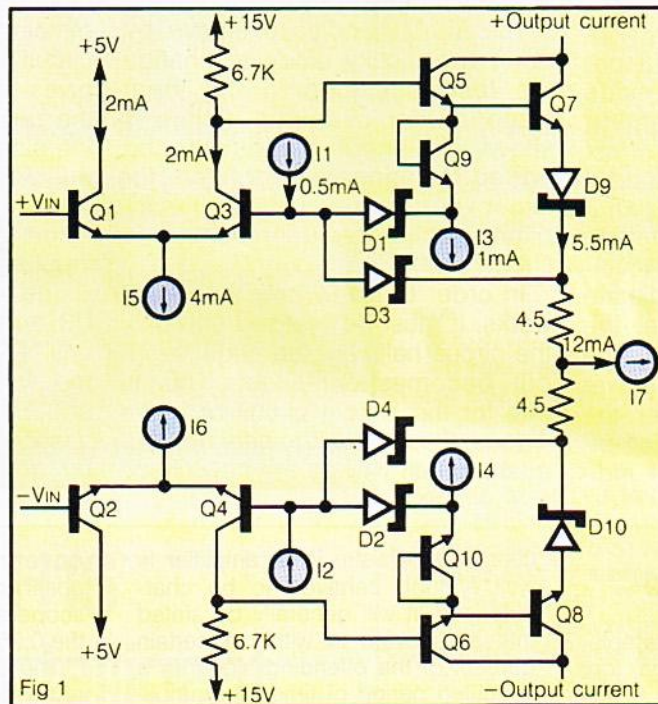 +15V
+Output current
+5V
6.7K
Q5
Q7
2mA
2mA
I1
Q9
D9
0.5mA
+VIN
Q1
Q3
D1
I3
1mA
5.5mA
I5
4mA
D3
4.5
12mA
I7
4.5
I6
D4
I4
-VIN
Q2
Q4
D2
D10
I2
Q10
Q8
6.7K
Q6
+5V
+15V
-Output current
Fig 1